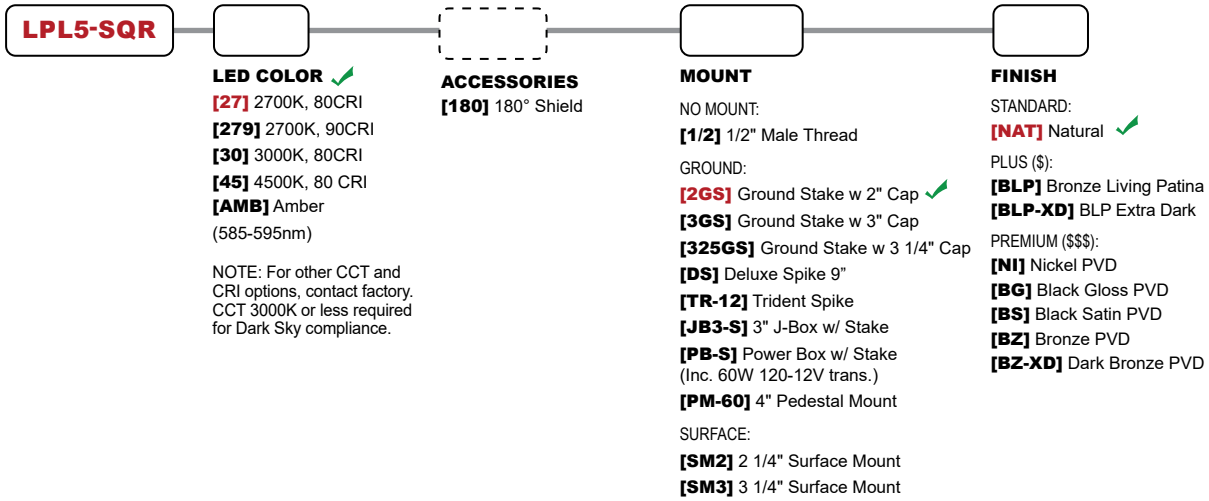 LPL5-SQR
LED COLOR
[27] 2700K, 80CRI
[279] 2700K, 90CRI
[30] 3000K, 80CRI
[45] 4500K, 80 CRI
[AMB] Amber
(585-595nm)
NOTE: For other CCT and
CRI options, contact factory.
CCT 3000K or less required
for Dark Sky compliance.
ACCESSORIES
[180] 180° Shield
MOUNT
NO MOUNT:
[1/2] 1/2" Male Thread
GROUND:
[2GS] Ground Stake w 2" Cap
[3GS] Ground Stake w 3" Cap
[325GS] Ground Stake w 3 1/4" Cap
[DS] Deluxe Spike 9”
[TR-12] Trident Spike
[JB3-S] 3" J-Box w/ Stake
[PB-S] Power Box w/ Stake
(Inc. 60W 120-12V trans.)
[PM-60] 4" Pedestal Mount
SURFACE:
[SM2] 2 1/4" Surface Mount
[SM3] 3 1/4" Surface Mount
FINISH
STANDARD:
[NAT] Natural
PLUS ($):
[BLP] Bronze Living Patina
[BLP-XD] BLP Extra Dark
PREMIUM ($$$):
[NI] Nickel PVD
[BG] Black Gloss PVD
[BS] Black Satin PVD
[BZ] Bronze PVD
[BZ-XD] Dark Bronze PVD